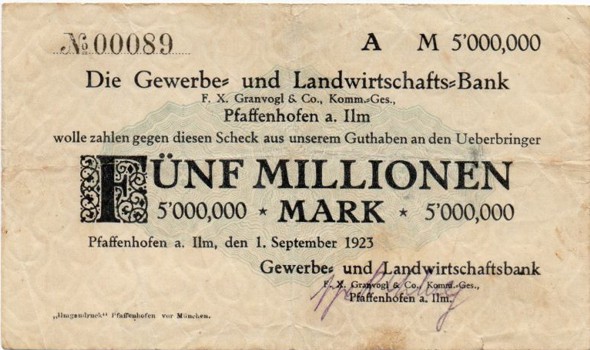 № 00089 A M 5'000,000
Die Gewerbe= und Landwirtschafts=Bank
F. X. Granvogl & Co., Komm.-Ges.,
Pfaffenhofen a. Ilm
wolle zahlen gegen diesen Scheck aus unserem Guthaben an den Ueberbringer
FÜNF MILLIONEN
5'000,000 ★ MARK ★ 5'000,000
Pfaffenhofen a. Ilm, den 1. September 1923
Gewerbe= und Landwirtschaftsbank
F. X. Granvogl & Co., Komm.-Ges.,
Pfaffenhofen a. Ilm.
„Ilmgaudruck“ Pfaffenhofen vor München.